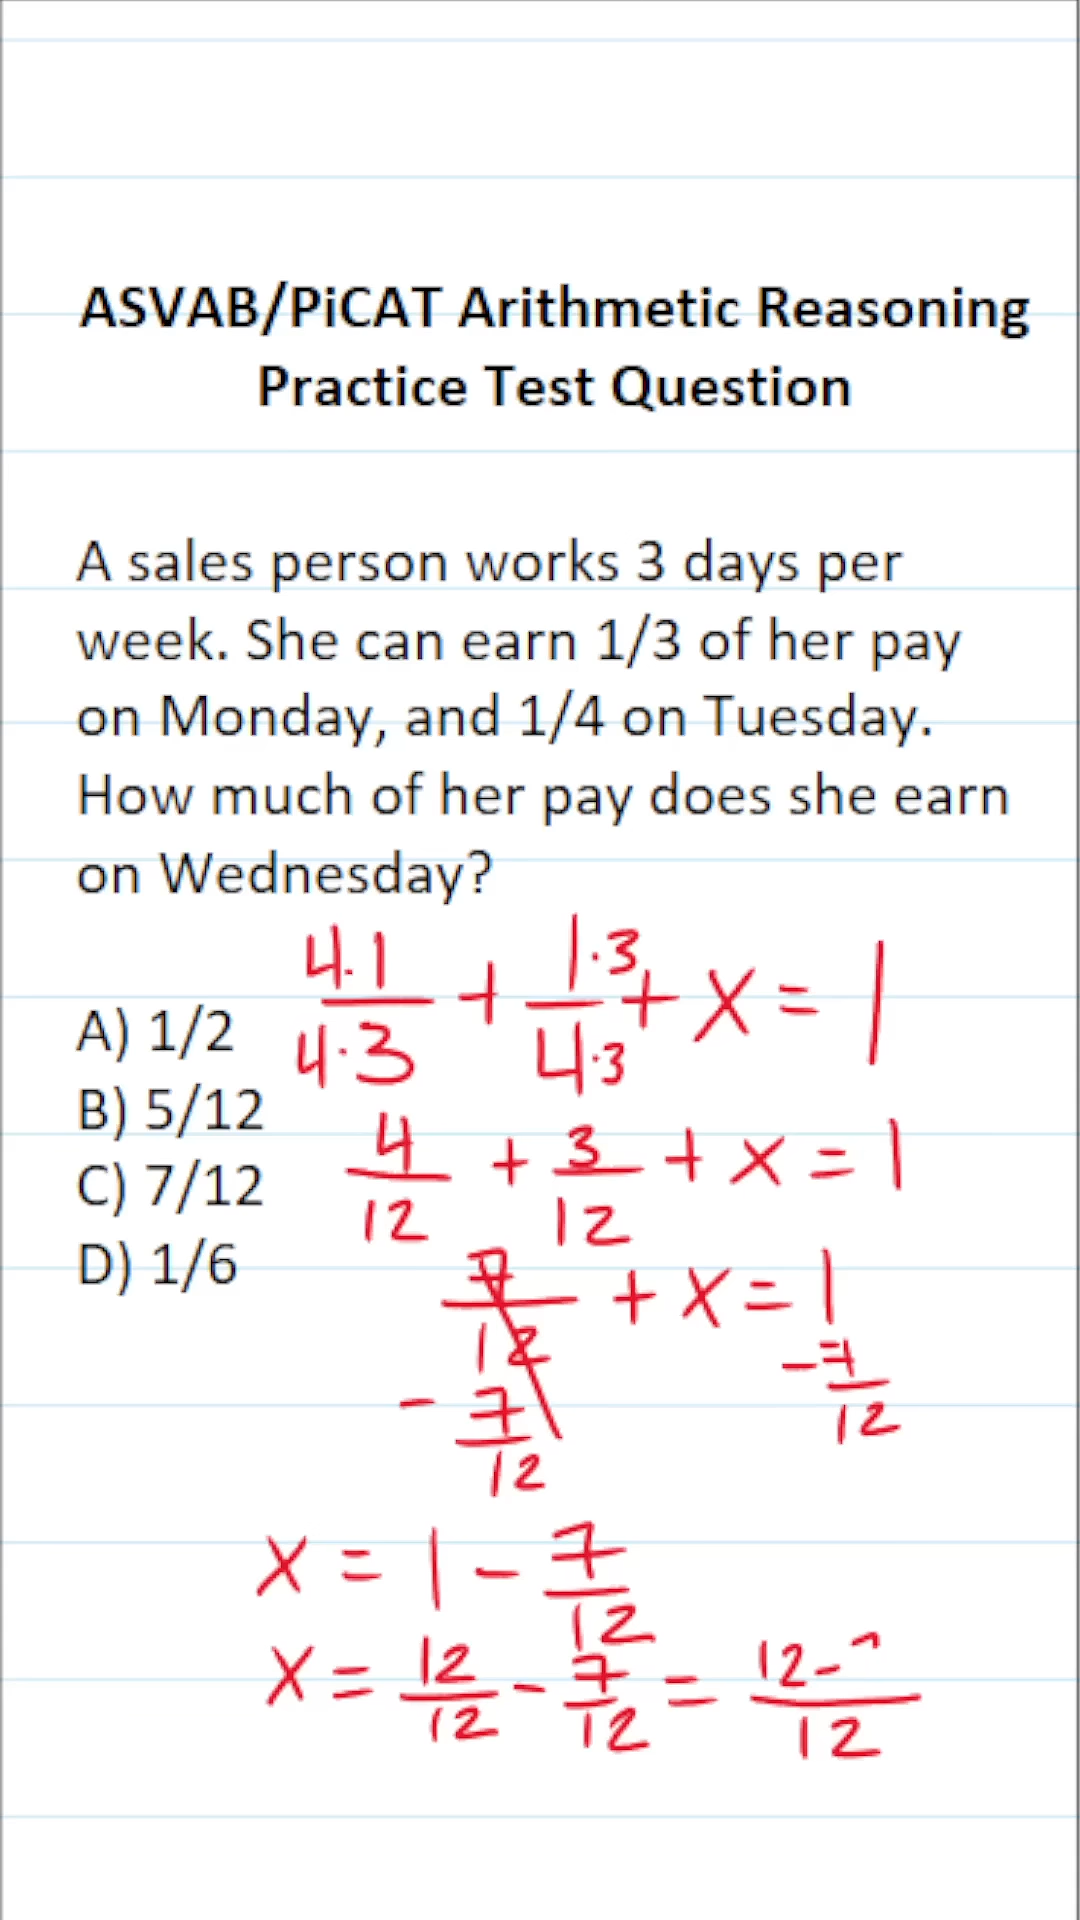 ASVAB/PiCAT Arithmetic Reasoning
Practice Test Question
A sales person works 3 days per
week. She can earn 1/3 of her pay
on Monday, and 1/4 on Tuesday.
How much of her pay does she earn
on Wednesday?
A) 1/2
B) 5/12
C) 7/12
D) 1/6
4·1/4·3 + 1·3/4·3 + x = 1
4/12 + 3/12 + x = 1
7/12 + x = 1
- 7/12 - 7/12
x = 1 - 7/12
x = 12/12 - 7/12 = 12-/12